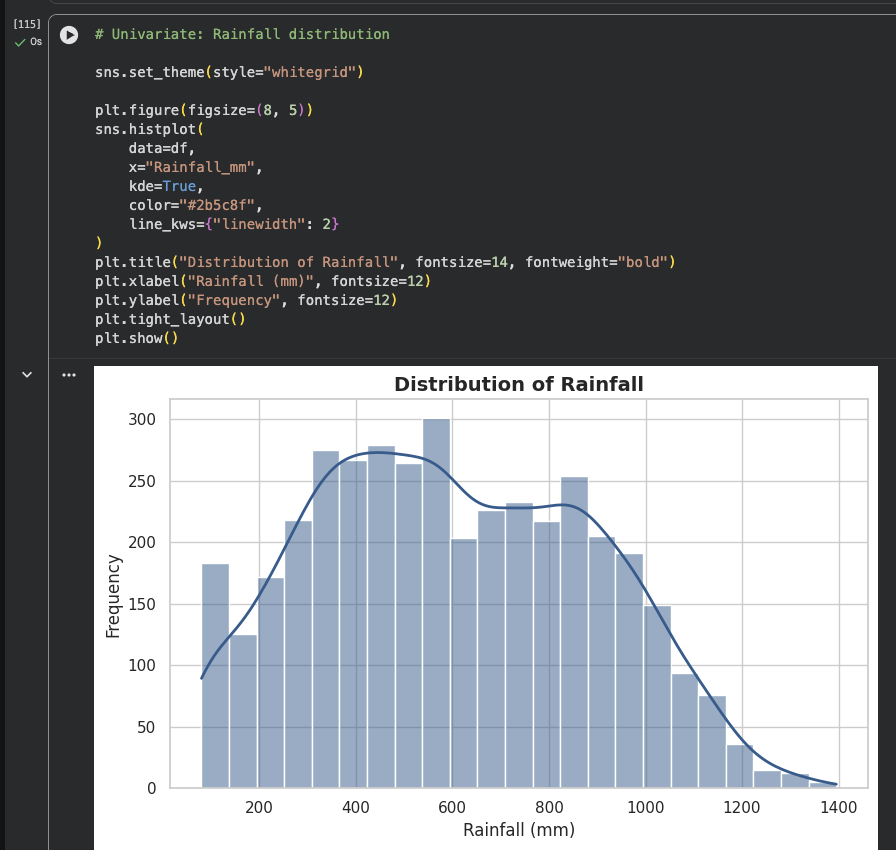 [115]
0s
# Univariate: Rainfall distribution
sns.set_theme(style="whitegrid")
plt.figure(figsize=(8, 5))
sns.histplot(
    data=df,
    x="Rainfall_mm",
    kde=True,
    color="#2b5c8f",
    line_kws={"linewidth": 2}
)
plt.title("Distribution of Rainfall", fontsize=14, fontweight="bold")
plt.xlabel("Rainfall (mm)", fontsize=12)
plt.ylabel("Frequency", fontsize=12)
plt.tight_layout()
plt.show()
Distribution of Rainfall
300
250
200
150
100
50
0
Frequency
200 400 600 800 1000 1200 1400
Rainfall (mm)